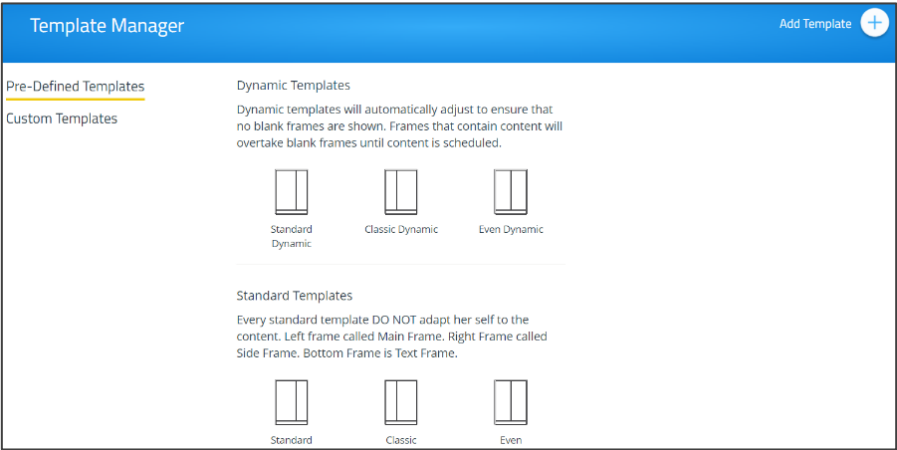 Template Manager
Add Template
Pre-Defined Templates
Custom Templates
Dynamic Templates
Dynamic templates will automatically adjust to ensure that
no blank frames are shown. Frames that contain content will
overtake blank frames until content is scheduled.
Standard
Dynamic
Classic Dynamic
Even Dynamic
Standard Templates
Every standard template DO NOT adapt her self to the
content. Left frame called Main Frame. Right Frame called
Side Frame. Bottom Frame is Text Frame.
Standard
Classic
Even